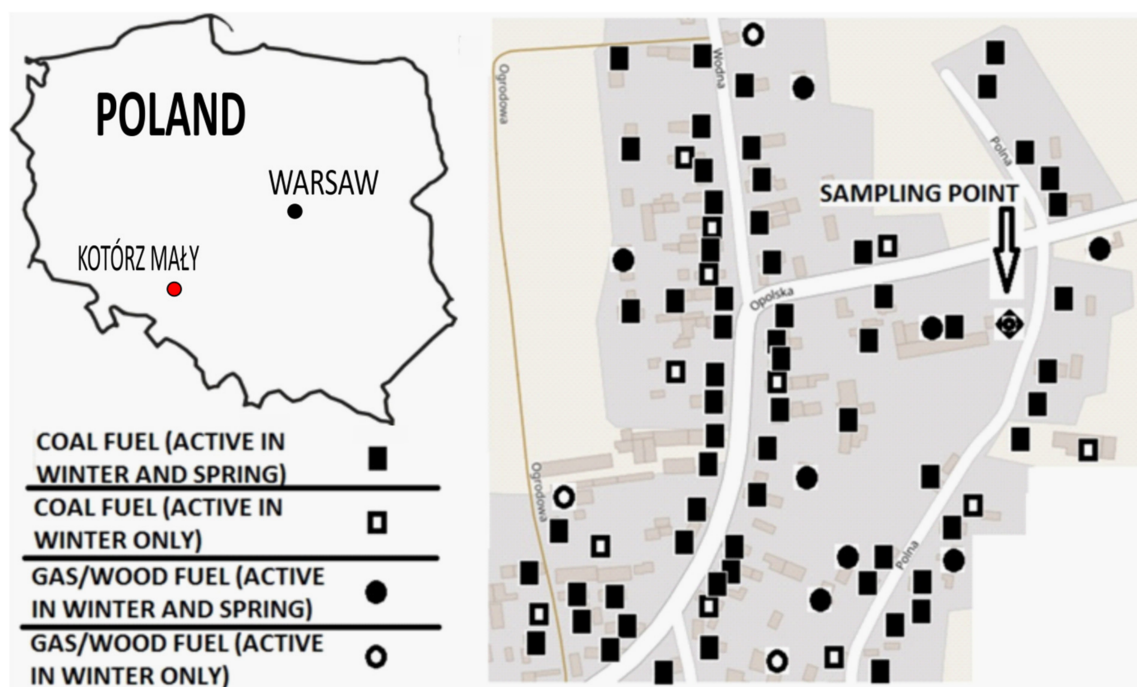 POLAND
WARSAW
KOTÓRZ MAŁY
COAL FUEL (ACTIVE IN
WINTER AND SPRING)
COAL FUEL (ACTIVE IN
WINTER ONLY)
GAS/WOOD FUEL (ACTIVE
IN WINTER AND SPRING)
GAS/WOOD FUEL (ACTIVE
IN WINTER ONLY)
Ogrodowa
Wodna
Polna
SAMPLING POINT
Opolska
Ogrodowa
Polna